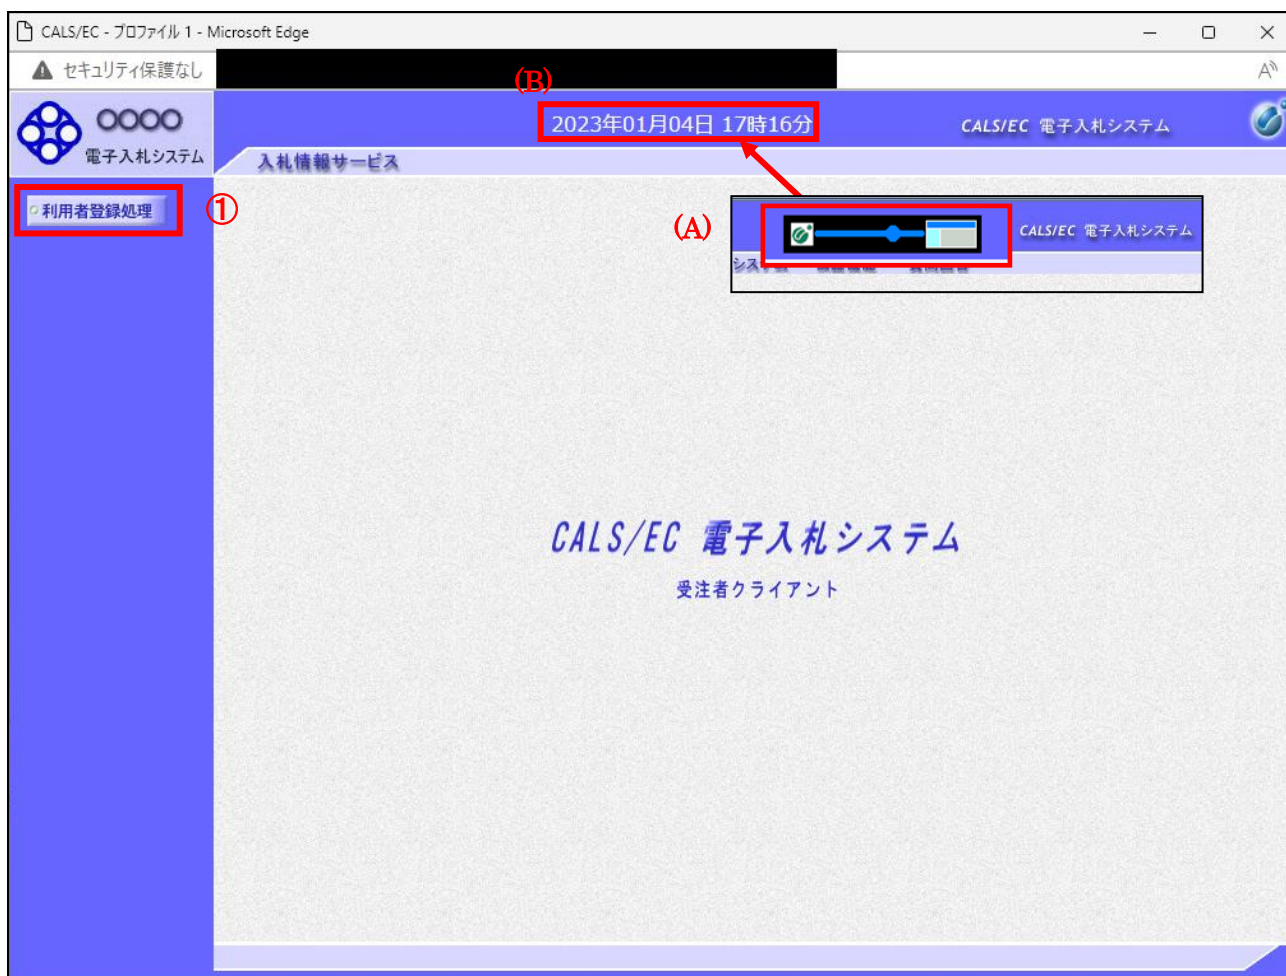 CALS/EC - プロファイル 1 - Microsoft Edge
セキュリティ保護なし
(B)
〇〇〇〇
電子入札システム
2023年01月04日 17時16分
CALS/EC 電子入札システム
入札情報サービス
利用者登録処理
①
(A)
CALS/EC 電子入札システム
CALS/EC 電子入札システム
受注者クライアント